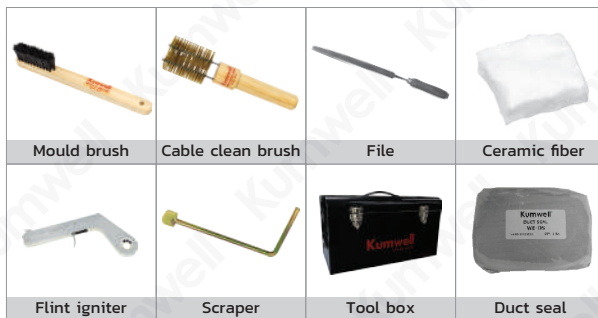 Kumwell
Kumwell
Mould brush
Cable clean brush
File
Ceramic fiber
Kumwell
Kumwell
DUCT SEAL
Flint igniter
Scraper
Tool box
Duct seal